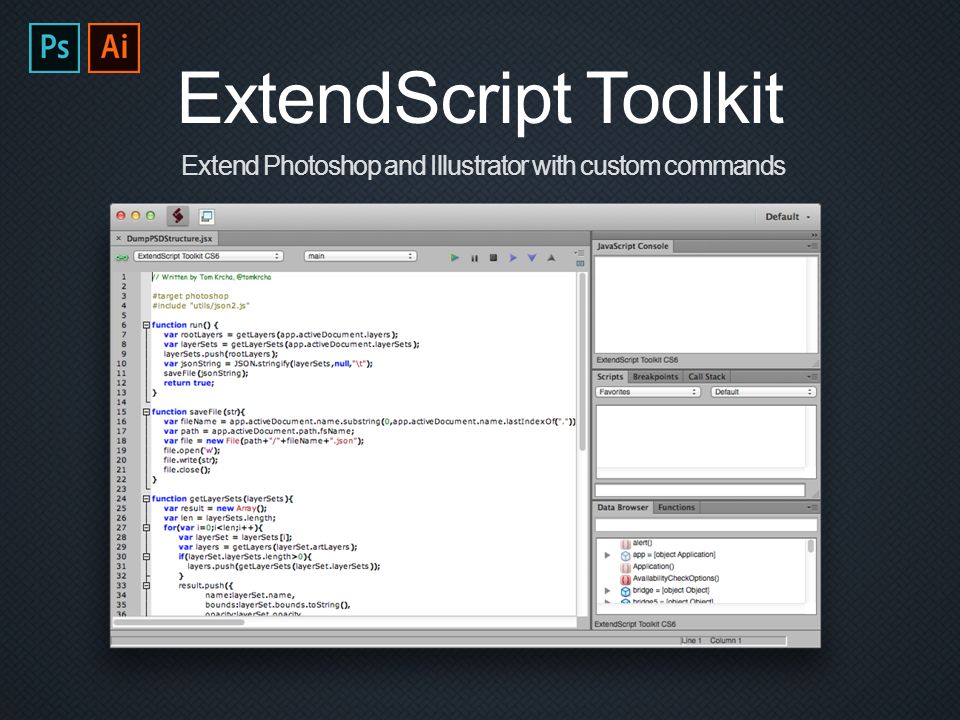 Ps Ai
ExtendScript Toolkit
Extend Photoshop and Illustrator with custom commands
Default
× DumpPSDStructure.jsx
ExtendScript Toolkit CS6 main
1 // Written by Tom Krcha, @tomkrcha
2
3 #target photoshop
4 #include "utils/json2.js"
5
6 function run() {
7 var rootLayers = getLayers(app.activeDocument.layers);
8 var layerSets = getLayerSets(app.activeDocument.layerSets);
9 layerSets.push(rootLayers);
10 var jsonString = JSON.stringify(layerSets,null,"\t");
11 saveFile(jsonString);
12 return true;
13 }
14
15 function saveFile(str){
16 var fileName = app.activeDocument.name.substring(0,app.activeDocument.name.lastIndexOf("."))
17 var path = app.activeDocument.path.fsName;
18 var file = new File(path+"/"+fileName+".json");
19 file.open('w');
20 file.write(str);
21 file.close();
22 }
23
24 function getLayerSets(layerSets){
25 var result = new Array();
26 var len = layerSets.length;
27 for(var i=0;i<len;i++){
28 var layerSet = layerSets[i];
29 var layers = getLayers(layerSet.artLayers);
30 if(layerSet.layerSets.length>0){
31 layers.push(getLayerSets(layerSet.layerSets));
32 }
33 result.push({
34 name:layerSet.name,
35 bounds:layerSet.bounds.toString(),
36 opacity:layerSet.opacity
JavaScript Console
ExtendScript Toolkit CS6
Scripts Breakpoints Call Stack
Favorites Default
Data Browser Functions
alert()
app = [object Application]
Application()
AvailabilityCheckOptions()
bridge = [object Object]
bridge5 = [object Object]
ExtendScript Toolkit CS6
Line 1 Column 1